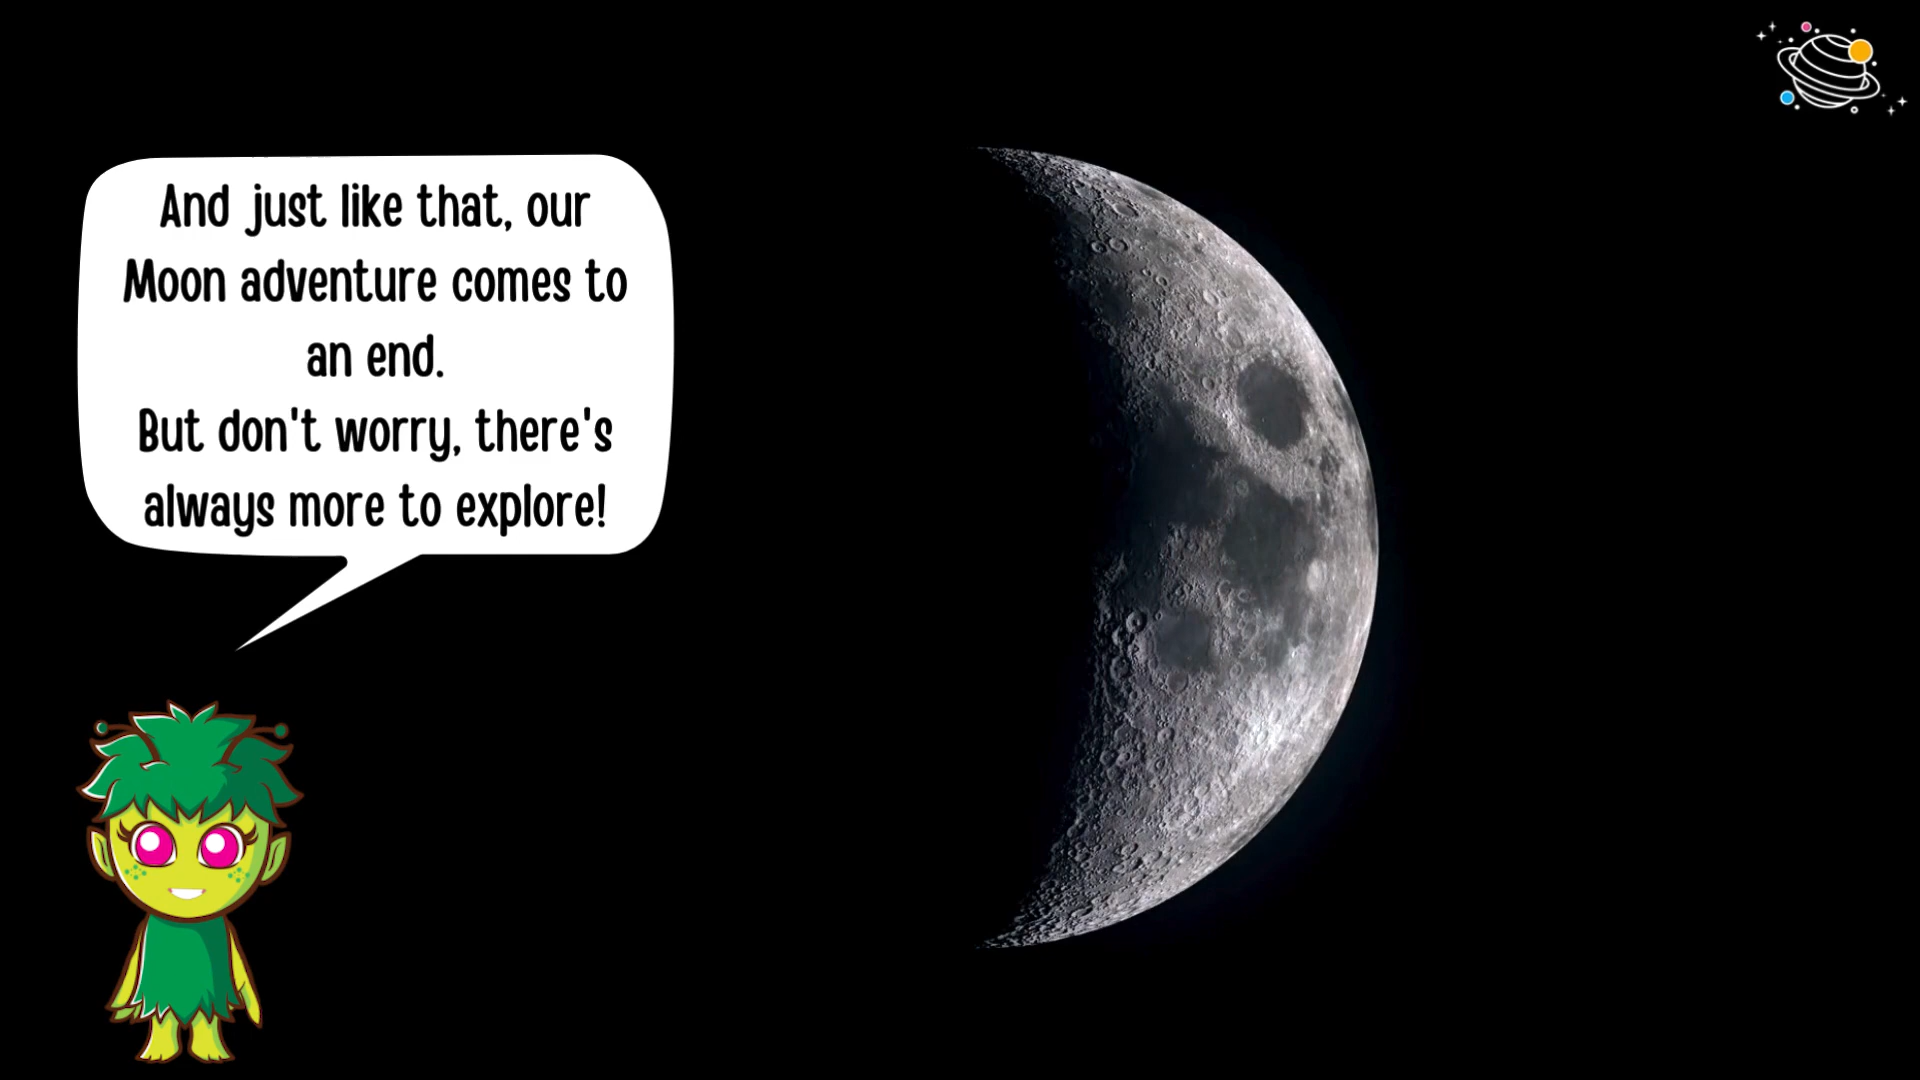 And just like that, our
Moon adventure comes to
an end.
But don't worry, there's
always more to explore!